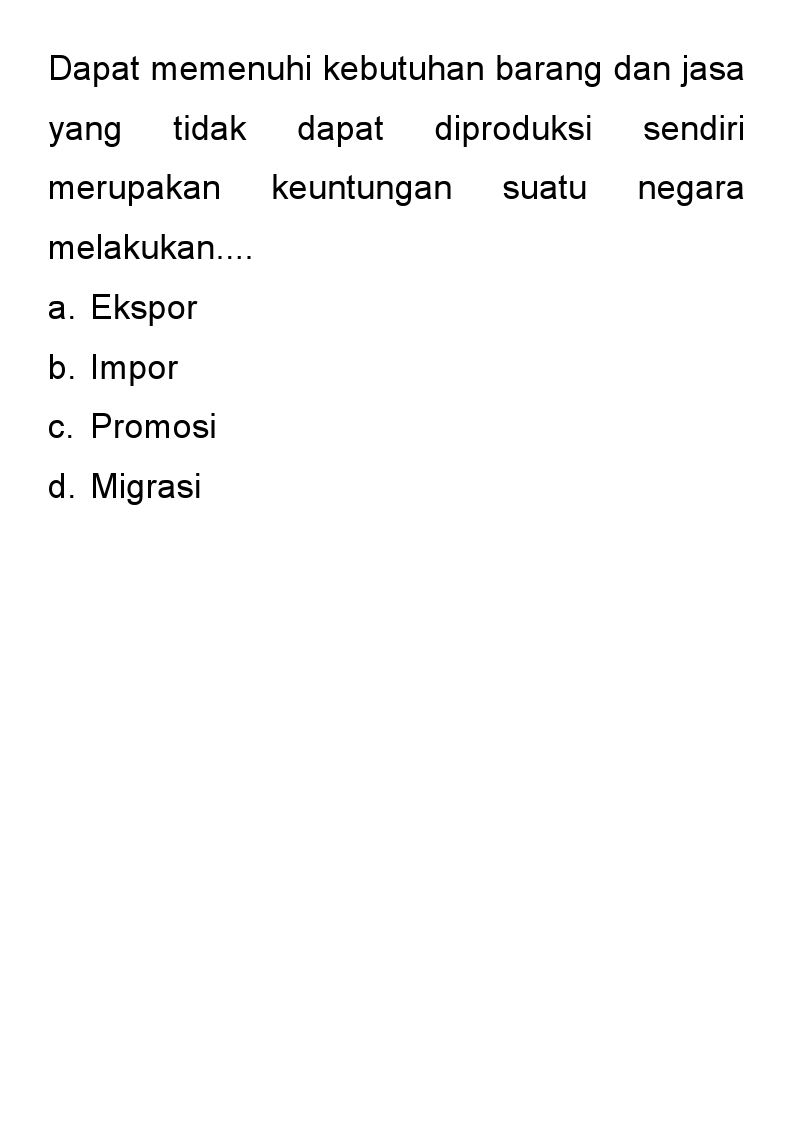 Dapat memenuhi kebutuhan barang dan jasa
yang tidak dapat diproduksi sendiri
merupakan keuntungan suatu negara
melakukan....
a. Ekspor
b. Impor
c. Promosi
d. Migrasi